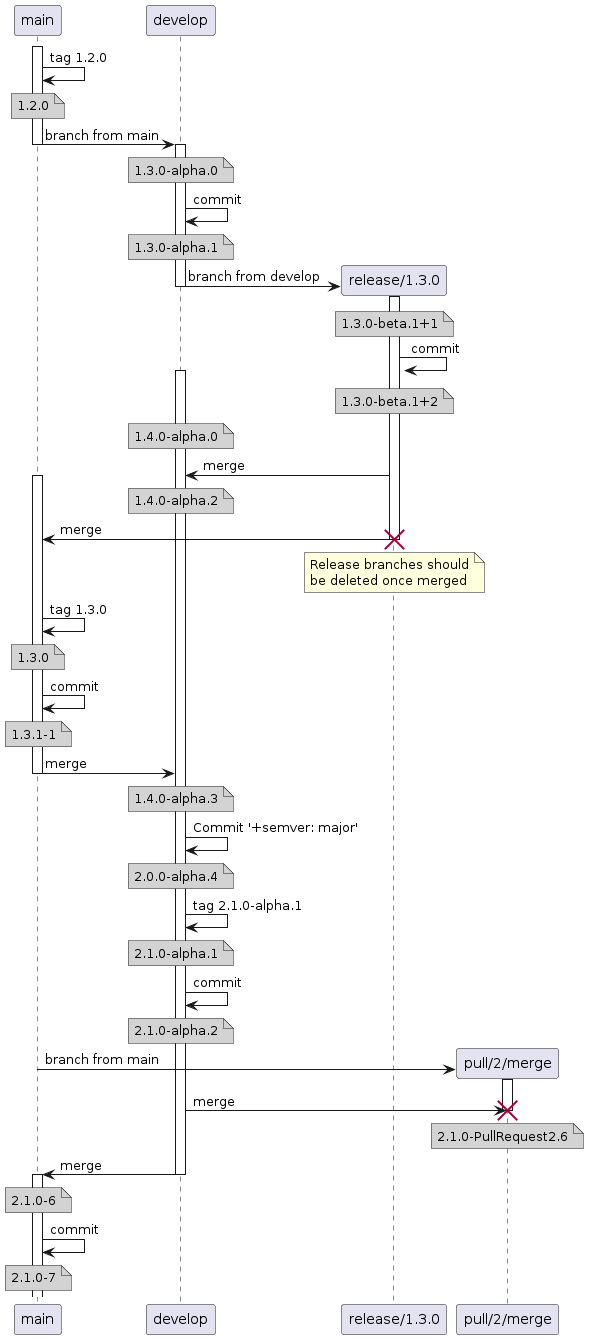 main
develop
tag 1.2.0
1.2.0
branch from main
1.3.0-alpha.0
commit
1.3.0-alpha.1
branch from develop
release/1.3.0
1.3.0-beta.1+1
commit
1.3.0-beta.1+2
1.4.0-alpha.0
merge
1.4.0-alpha.2
merge
Release branches should
be deleted once merged
tag 1.3.0
1.3.0
commit
1.3.1-1
merge
1.4.0-alpha.3
Commit '+semver: major'
2.0.0-alpha.4
tag 2.1.0-alpha.1
2.1.0-alpha.1
commit
2.1.0-alpha.2
branch from main
pull/2/merge
merge
2.1.0-PullRequest2.6
merge
2.1.0-6
commit
2.1.0-7
main
develop
release/1.3.0
pull/2/merge